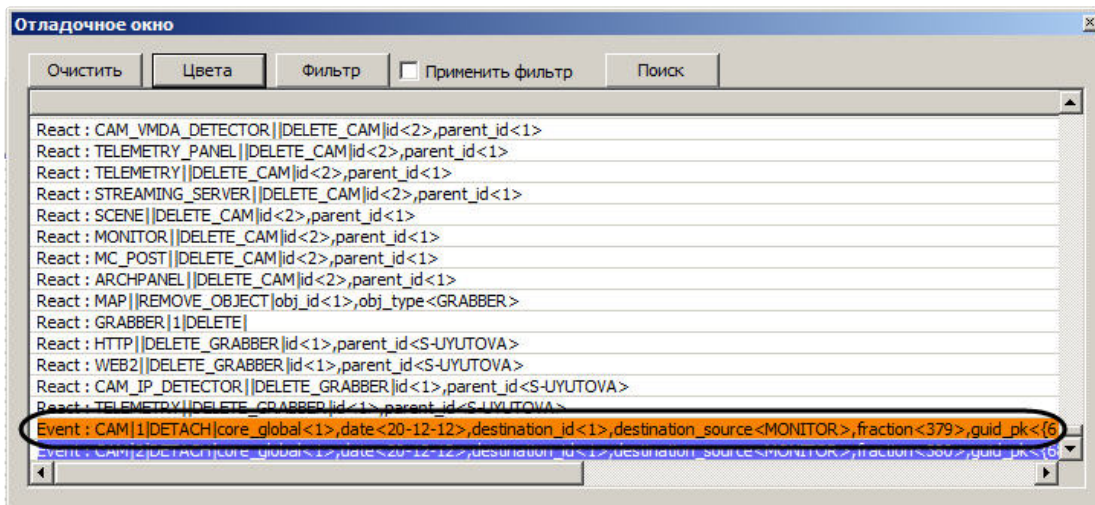 Отладочное окно
Очистить Цвета Фильтр Применить фильтр Поиск
React : CAM_VMDA_DETECTOR||DELETE_CAM|id<2>,parent_id<1>
React : TELEMETRY_PANEL||DELETE_CAM|id<2>,parent_id<1>
React : TELEMETRY||DELETE_CAM|id<2>,parent_id<1>
React : STREAMING_SERVER||DELETE_CAM|id<2>,parent_id<1>
React : SCENE||DELETE_CAM|id<2>,parent_id<1>
React : MONITOR||DELETE_CAM|id<2>,parent_id<1>
React : MC_POST||DELETE_CAM|id<2>,parent_id<1>
React : ARCHPANEL||DELETE_CAM|id<2>,parent_id<1>
React : MAP||REMOVE_OBJECT|obj_id<1>,obj_type<GRABBER>
React : GRABBER|1|DELETE|
React : HTTP||DELETE_GRABBER|id<1>,parent_id<S-UYUTOVA>
React : WEB2||DELETE_GRABBER|id<1>,parent_id<S-UYUTOVA>
React : CAM_IP_DETECTOR||DELETE_GRABBER|id<1>,parent_id<S-UYUTOVA>
React : TELEMETRY||DELETE_GRABBER|id<1>,parent_id<S-UYUTOVA>
Event : CAM|1|DETACH|core_global<1>,date<20-12-12>,destination_id<1>,destination_source<MONITOR>,fraction<379>,guid_pk<{6
Event : CAM|2|DETACH|core_global<1>,date<20-12-12>,destination_id<1>,destination_source<MONITOR>,fraction<380>,guid_pk<{6